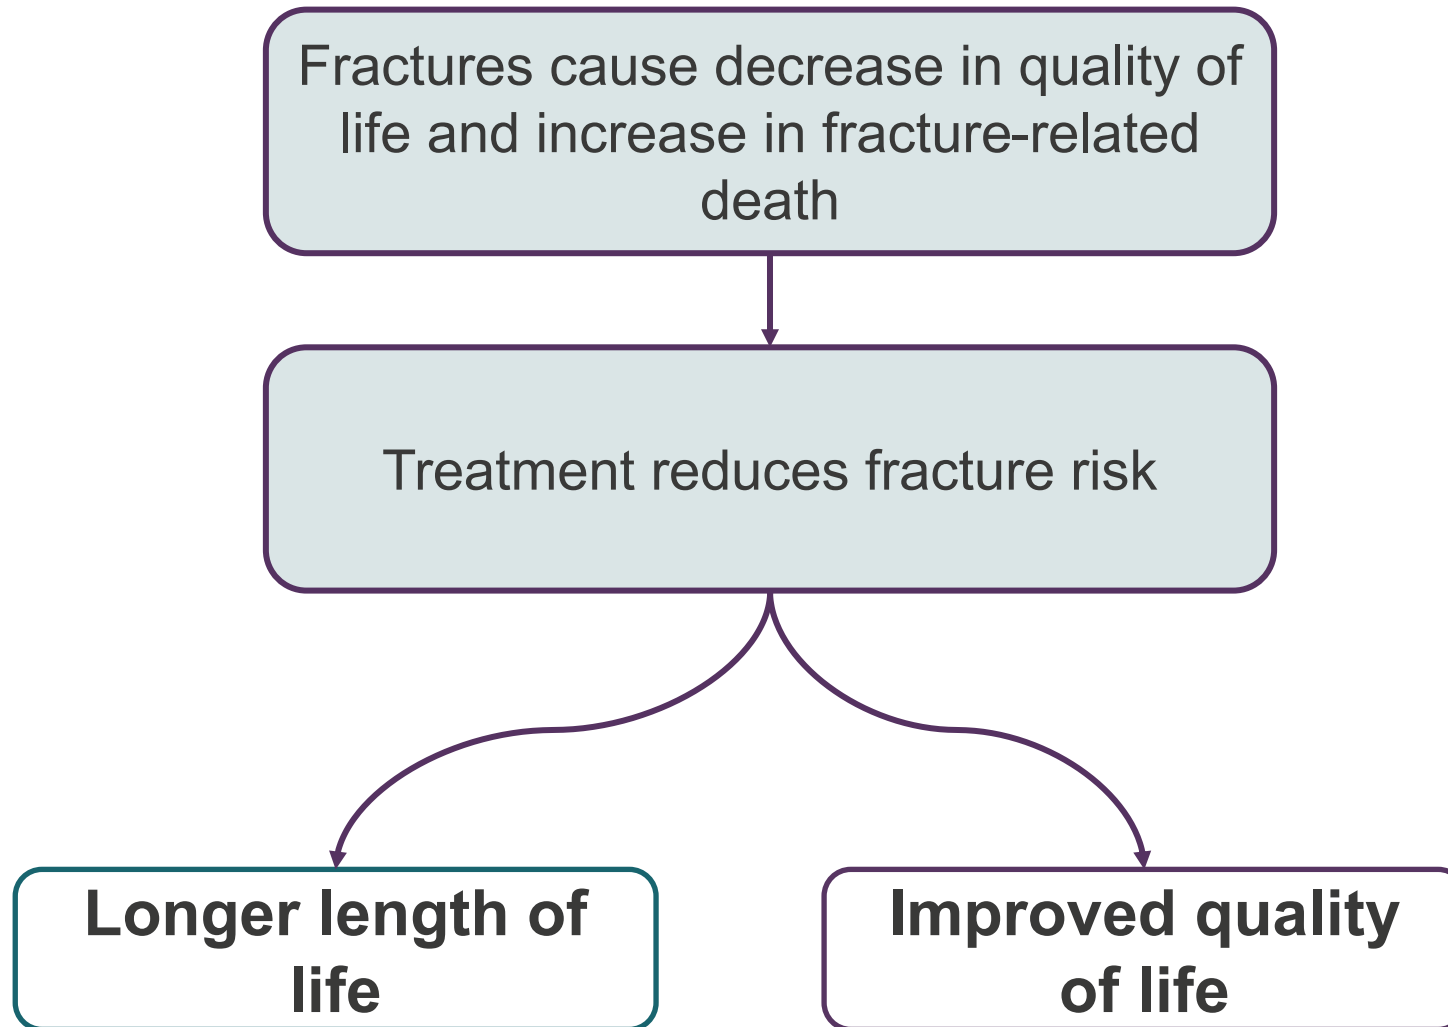 Fractures cause decrease in quality of
life and increase in fracture-related
death
Treatment reduces fracture risk
Longer length of
life
Improved quality
of life